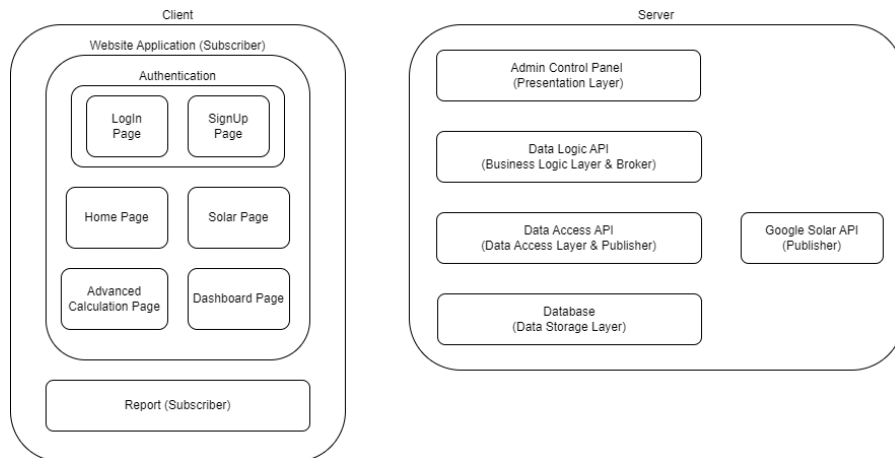 Client
Website Application (Subscriber)
Authentication
LogIn
Page
SignUp
Page
Home Page
Solar Page
Advanced
Calculation Page
Dashboard Page
Report (Subscriber)
Server
Admin Control Panel
(Presentation Layer)
Data Logic API
(Business Logic Layer & Broker)
Data Access API
(Data Access Layer & Publisher)
Google Solar API
(Publisher)
Database
(Data Storage Layer)